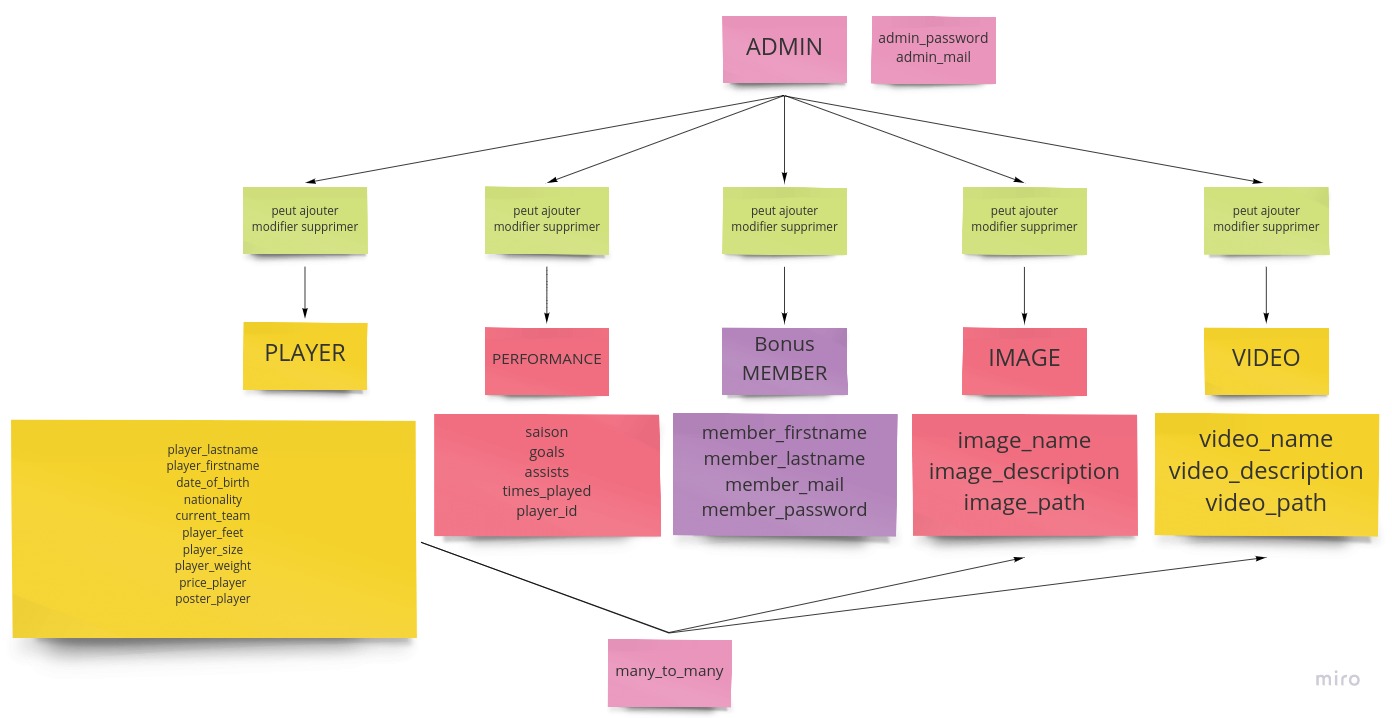 ADMIN
admin_password
admin_mail
peut ajouter
modifier supprimer
peut ajouter
modifier supprimer
peut ajouter
modifier supprimer
peut ajouter
modifier supprimer
peut ajouter
modifier supprimer
PLAYER
PERFORMANCE
Bonus
MEMBER
IMAGE
VIDEO
player_lastname
player_firstname
date_of_birth
nationality
current_team
player_feet
player_size
player_weight
price_player
poster_player
saison
goals
assists
times_played
player_id
member_firstname
member_lastname
member_mail
member_password
image_name
image_description
image_path
video_name
video_description
video_path
many_to_many
miro